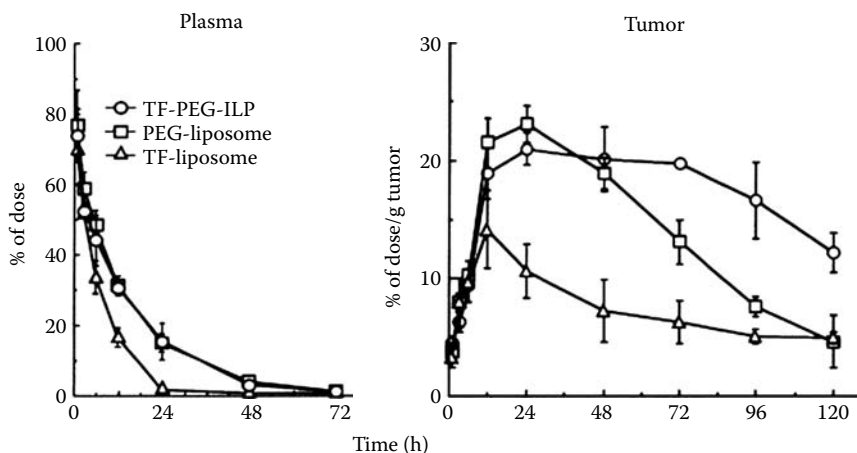 Plasma
Tumor
% of dose
100
80
60
40
20
0
TF-PEG-ILP
PEG-liposome
TF-liposome
0 24 48 72
% of dose/g tumor
30
20
10
0
0 24 48 72 96 120
Time (h)